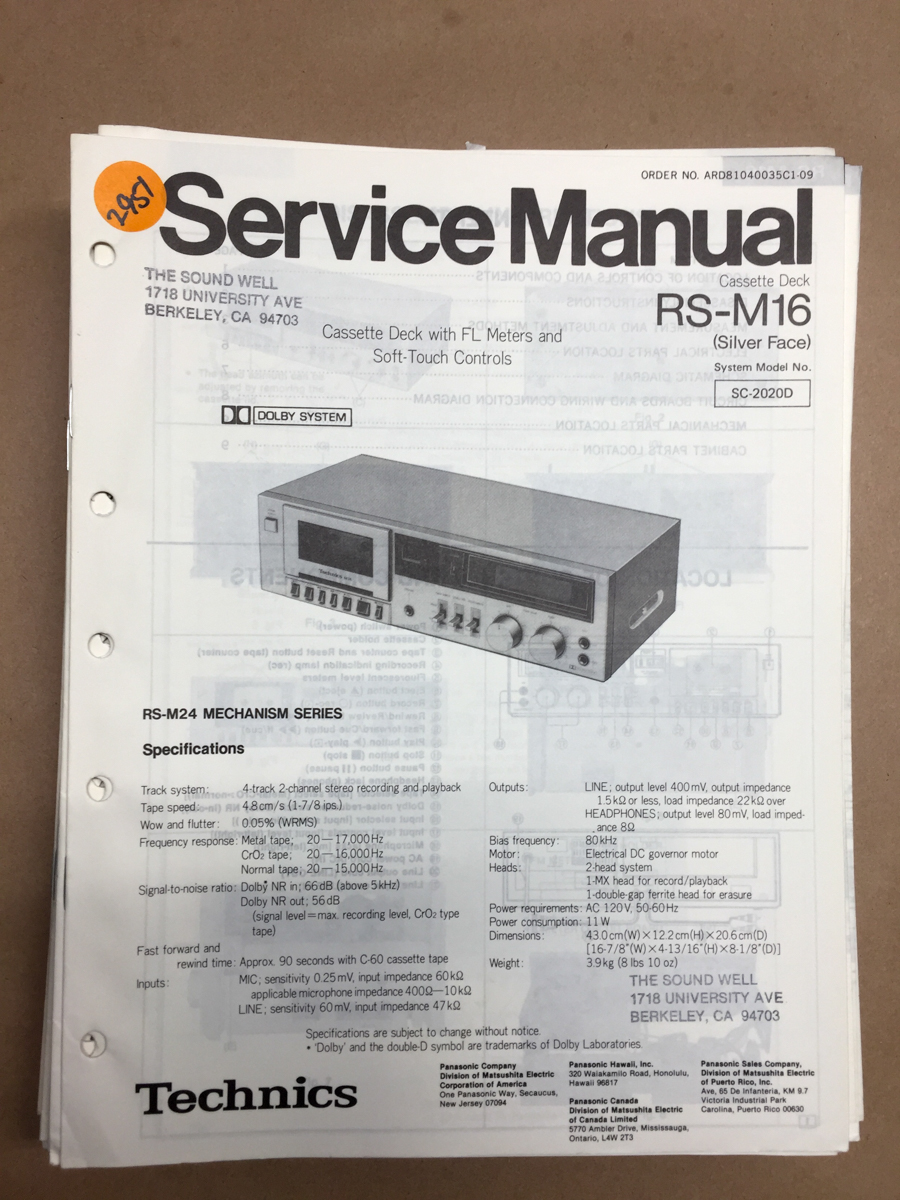 ORDER NO. ARD81040035C1-09
2951
Service Manual
THE SOUND WELL
1718 UNIVERSITY AVE
BERKELEY, CA 94703
Cassette Deck
RS-M16
(Silver Face)
System Model No.
SC-2020D
Cassette Deck with FL Meters and
Soft-Touch Controls
DOLBY SYSTEM
RS-M24 MECHANISM SERIES
Specifications
Track system: 4-track 2-channel stereo recording and playback
Tape speed: 4.8cm/s (1-7/8 ips.)
Wow and flutter: 0.05% (WRMS)
Frequency response: Metal tape; 20—17,000Hz
CrO2 tape; 20—16,000Hz
Normal tape; 20—15,000Hz
Signal-to-noise ratio: Dolby NR in; 66dB (above 5kHz)
Dolby NR out; 56dB
(signal level=max. recording level, CrO2 type
tape)
Fast forward and
rewind time: Approx. 90 seconds with C-60 cassette tape
Inputs: MIC; sensitivity 0.25mV, input impedance 60kΩ
applicable microphone impedance 400Ω—10kΩ
LINE; sensitivity 60mV, input impedance 47kΩ
Outputs: LINE; output level 400mV, output impedance
1.5kΩ or less, load impedance 22kΩ over
HEADPHONES; output level 80mV, load imped-
ance 8Ω
Bias frequency: 80kHz
Motor: Electrical DC governor motor
Heads: 2-head system
1-MX head for record/playback
1-double-gap ferrite head for erasure
Power requirements: AC 120V, 50-60Hz
Power consumption: 11W
Dimensions: 43.0cm(W)×12.2cm(H)×20.6cm(D)
[16-7/8"(W)×4-13/16"(H)×8-1/8"(D)]
Weight: 3.9kg (8 lbs 10 oz)
THE SOUND WELL
1718 UNIVERSITY AVE
BERKELEY, CA 94703
Specifications are subject to change without notice.
• 'Dolby' and the double-D symbol are trademarks of Dolby Laboratories.
Technics
Panasonic Company
Division of Matsushita Electric
Corporation of America
One Panasonic Way, Secaucus,
New Jersey 07094
Panasonic Hawaii, Inc.
320 Waiakamilo Road, Honolulu,
Hawaii 96817
Panasonic Canada
Division of Matsushita Electric
of Canada Limited
5770 Ambler Drive, Mississauga,
Ontario, L4W 2T3
Panasonic Sales Company,
Division of Matsushita Electric
of Puerto Rico, Inc.
Ave, 65 De Infanteria, KM 9.7
Victoria Industrial Park
Carolina, Puerto Rico 00630